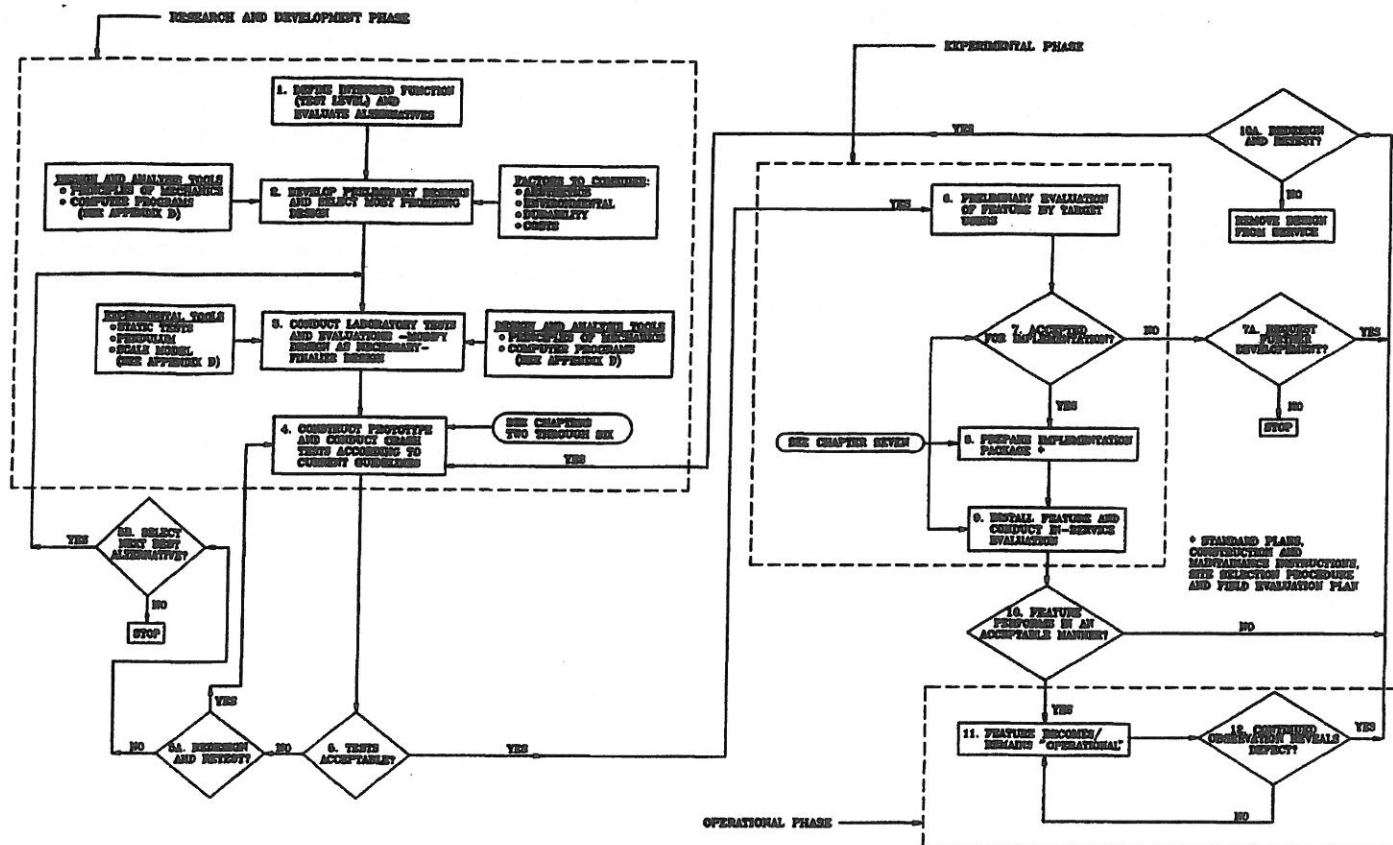 RESEARCH AND DEVELOPMENT PHASE
1. DEFINE INTENDED FUNCTION
(TEST LEVEL) AND
EVALUATE ALTERNATIVES
DESIGN AND ANALYSIS TOOLS
• PRINCIPLES OF MECHANICS
• COMPUTER PROGRAMS
(SEE APPENDIX D)
2. DEVELOP PRELIMINARY DESIGNS
AND SELECT MOST PROMISING
DESIGN
FACTORS TO CONSIDER:
• AESTHETICS
• ENVIRONMENTAL
• DURABILITY
• COSTS
EXPERIMENTAL TOOLS
• STATIC TESTS
• PENDULUM
• SCALE MODEL
(SEE APPENDIX D)
3. CONDUCT LABORATORY TESTS
AND EVALUATIONS -MODIFY
DESIGN AS NECESSARY-
FINALIZE DESIGN
DESIGN AND ANALYSIS TOOLS
• PRINCIPLES OF MECHANICS
• COMPUTER PROGRAMS
(SEE APPENDIX D)
4. CONSTRUCT PROTOTYPE
AND CONDUCT CRASH
TESTS ACCORDING TO
CURRENT GUIDELINES
SEE CHAPTERS
TWO THROUGH SIX
YES
5B. SELECT
NEXT BEST
ALTERNATIVE?
YES
NO
STOP
YES
NO
5A. REDESIGN
AND RETEST?
NO
5. TESTS
ACCEPTABLE?
YES
EXPERIMENTAL PHASE
YES
10A. REDESIGN
AND RETEST?
NO
REMOVE DESIGN
FROM SERVICE
YES
6. PRELIMINARY EVALUATION
OF FEATURE BY TARGET
USERS
7. ACCEPTED
FOR IMPLEMENTATION?
NO
7A. REQUEST
FURTHER
DEVELOPEMENT?
YES
NO
STOP
YES
SEE CHAPTER SEVEN
8. PREPARE IMPLEMENTATION
PACKAGE *
9. INSTALL FEATURE AND
CONDUCT IN-SERVICE
EVALUATION
* STANDARD PLANS,
CONSTRUCTION AND
MAINTAINANCE INSTRUCTIONS,
SITE SELECTION PROCEDURE
AND FIELD EVALUATION PLAN
10. FEATURE
PERFORMS IN AN
ACCEPTABLE MANNER?
NO
YES
11. FEATURE BECOMES/
REMAINS "OPERATIONAL"
12. CONTINUED
OBSERVATION REVEALS
DEFECT?
YES
NO
OPERATIONAL PHASE